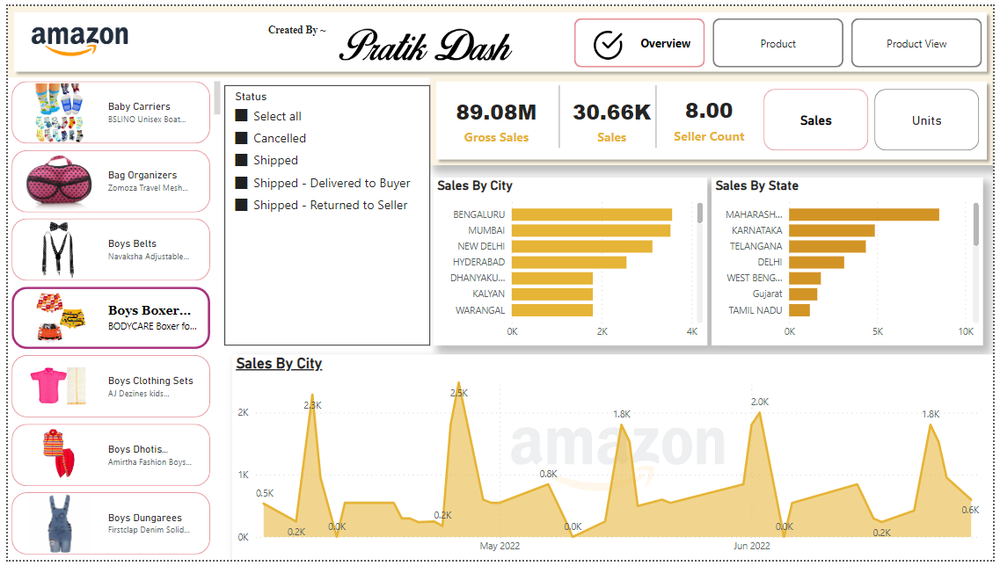 amazon
Created By ~
Pratik Dash
Overview
Product
Product View
Baby Carriers
BSLINO Unisex Boat...
Bag Organizers
Zomoza Travel Mesh...
Boys Belts
Navaksha Adjustable...
Boys Boxer...
BODYCARE Boxer fo...
Boys Clothing Sets
AJ Dezines kids...
Boys Dhotis...
Amirtha Fashion Boys...
Boys Dungarees
Firstclap Denim Solid...
Status
Select all
Cancelled
Shipped
Shipped - Delivered to Buyer
Shipped - Returned to Seller
89.08M
Gross Sales
30.66K
Sales
8.00
Seller Count
Sales
Units
Sales By City
BENGALURU
MUMBAI
NEW DELHI
HYDERABAD
DHANYAKU...
KALYAN
WARANGAL
0K 2K 4K
Sales By State
MAHARASH...
KARNATAKA
TELANGANA
DELHI
WEST BENG...
Gujarat
TAMIL NADU
0K 5K 10K
Sales By City
2K
1K
0K
0.5K
0.2K
2.3K
0.0K
0.2K
2.5K
0.8K
0.0K
1.8K
2.0K
0.0K
0.2K
1.8K
0.6K
amazon
May 2022
Jun 2022